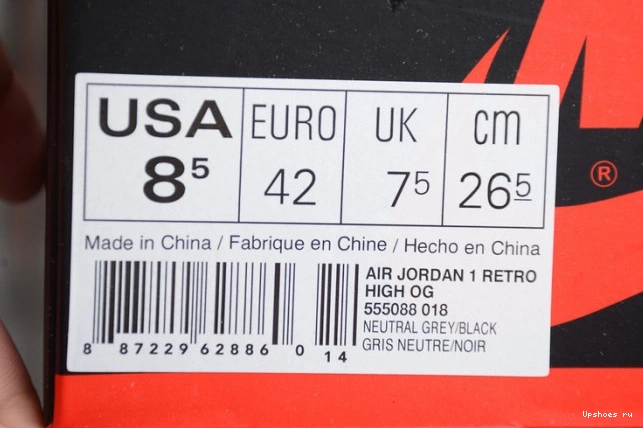 USA EURO UK cm
8⁵ 42 7⁵ 26⁵
Made in China / Fabrique en Chine / Hecho en China
AIR JORDAN 1 RETRO
HIGH OG
555088 018
NEUTRAL GREY/BLACK
GRIS NEUTRE/NOIR
8 87229 62886 0 14
®
Upshoes ru